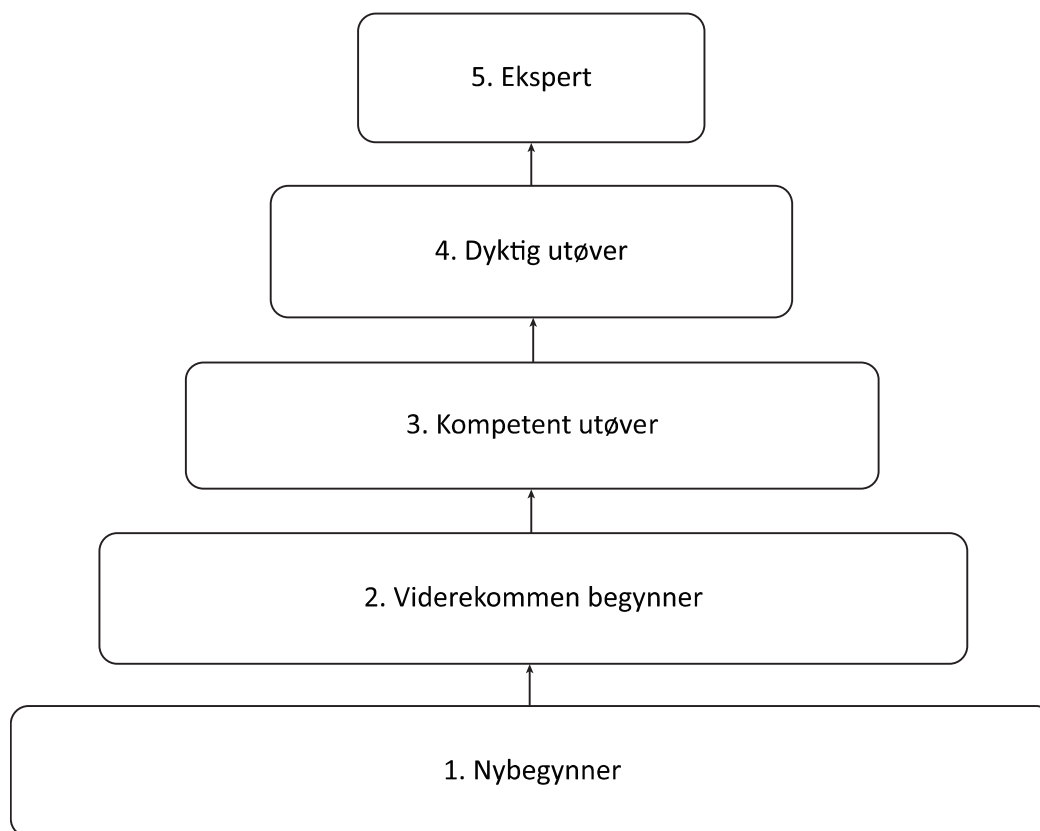 5. Ekspert
4. Dyktig utøver
3. Kompetent utøver
2. Viderekommen begynner
1. Nybegynner